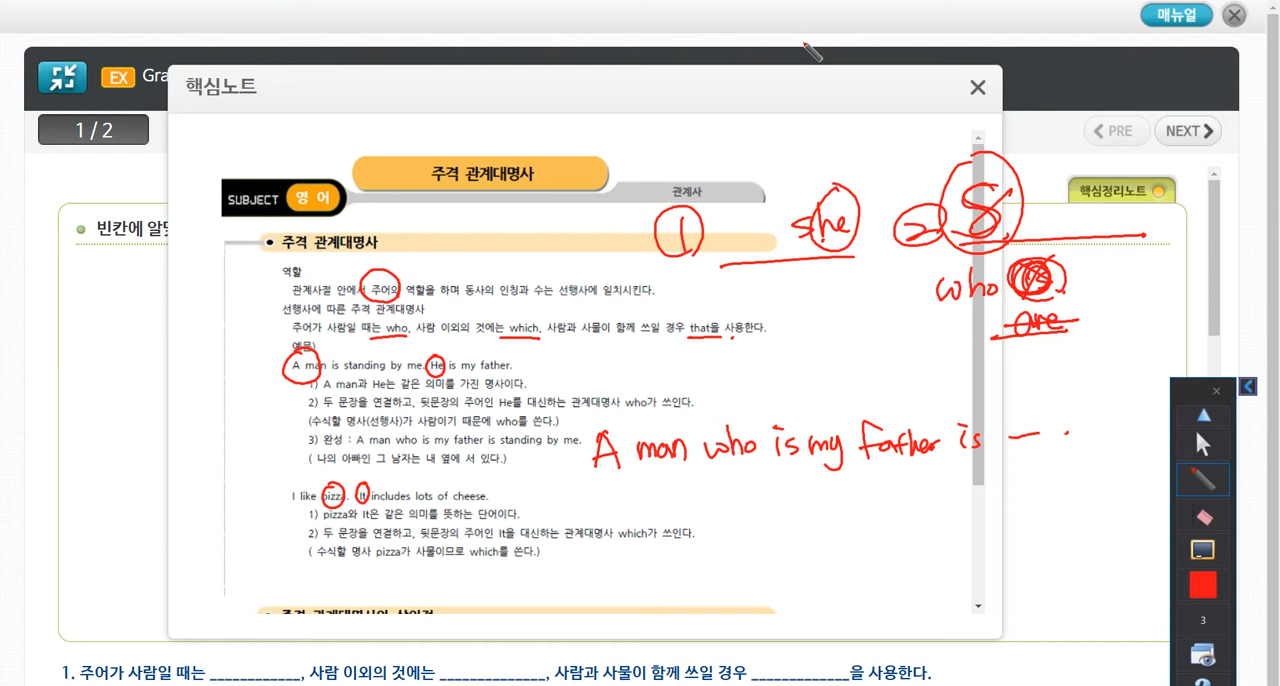 매뉴얼
EX Gra
핵심노트
1 / 2
PRE
NEXT
주격 관계대명사
SUBJECT 영 어
관계사
핵심정리노트
빈칸에 알맞
① she ② S
● 주격 관계대명사
역할
관계사절 안에서 주어의 역할을 하며 동사의 인칭과 수는 선행사에 일치시킨다.
who
선행사에 따른 주격 관계대명사
are
주어가 사람일 때는 who, 사람 이외의 것에는 which, 사람과 사물이 함께 쓰일 경우 that을 사용한다.
예문)
A man is standing by me. He is my father.
1) A man과 He는 같은 의미를 가진 명사이다.
2) 두 문장을 연결하고, 뒷문장의 주어인 He를 대신하는 관계대명사 who가 쓰인다.
(수식할 명사(선행사)가 사람이기 때문에 who를 쓴다.)
3) 완성 : A man who is my father is standing by me.
A man who is my father is — .
( 나의 아빠인 그 남자는 내 옆에 서 있다.)
I like pizza. It includes lots of cheese.
1) pizza와 It은 같은 의미를 뜻하는 단어이다.
2) 두 문장을 연결하고, 뒷문장의 주어인 It을 대신하는 관계대명사 which가 쓰인다.
( 수식할 명사 pizza가 사물이므로 which를 쓴다.)
3
1. 주어가 사람일 때는 ____________, 사람 이외의 것에는 ______________, 사람과 사물이 함께 쓰일 경우 _____________을 사용한다.